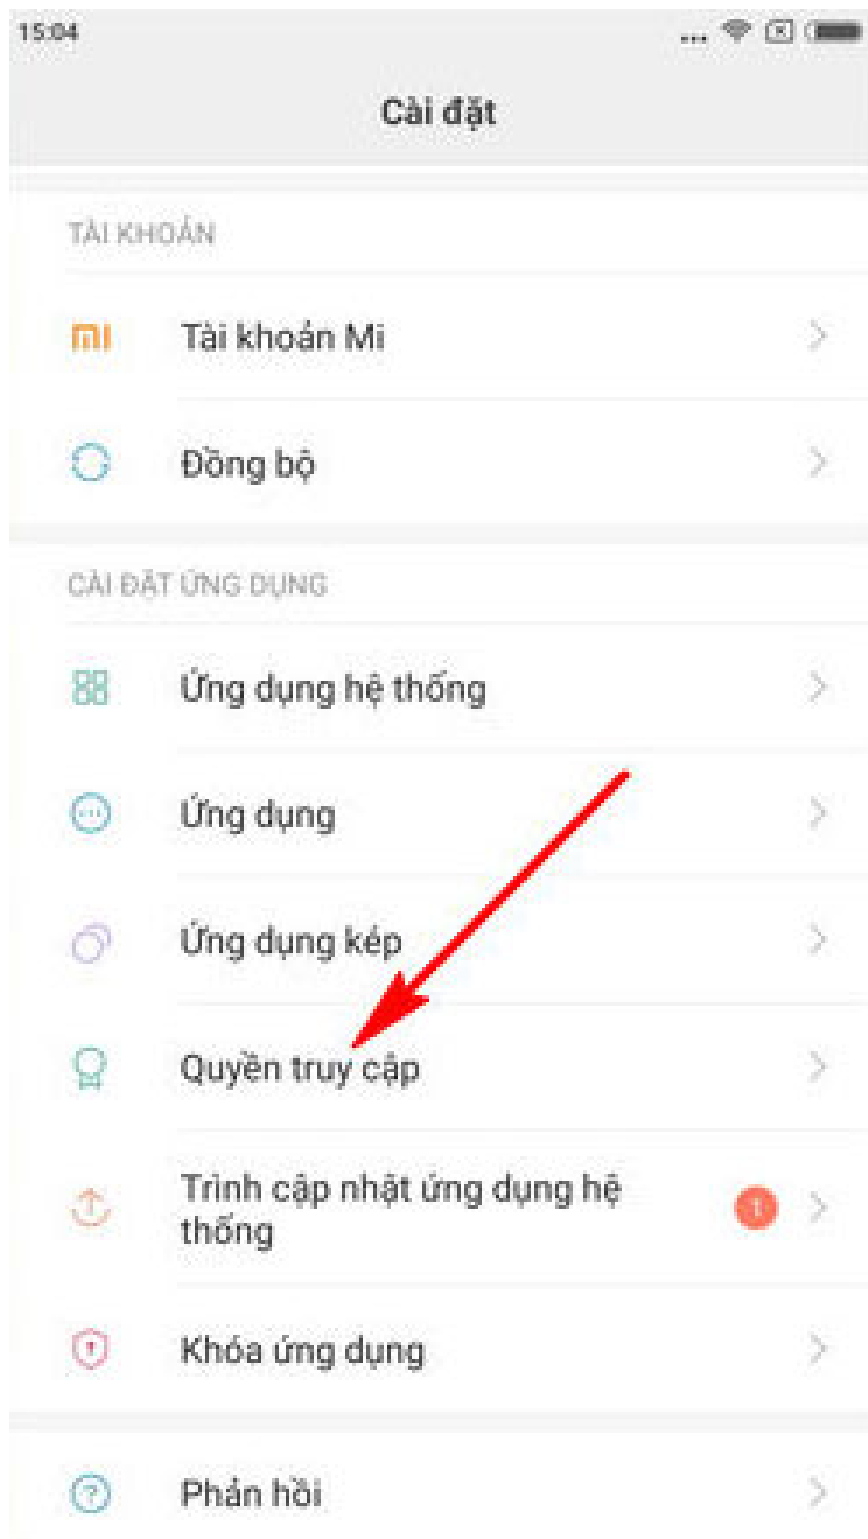 15:04
Cài đặt
TÀI KHOẢN
Tài khoản Mi
Đồng bộ
CÀI ĐẶT ỨNG DỤNG
Ứng dụng hệ thống
Ứng dụng
Ứng dụng kép
Quyền truy cập
Trình cập nhật ứng dụng hệ
thống
1
Khóa ứng dụng
Phản hồi